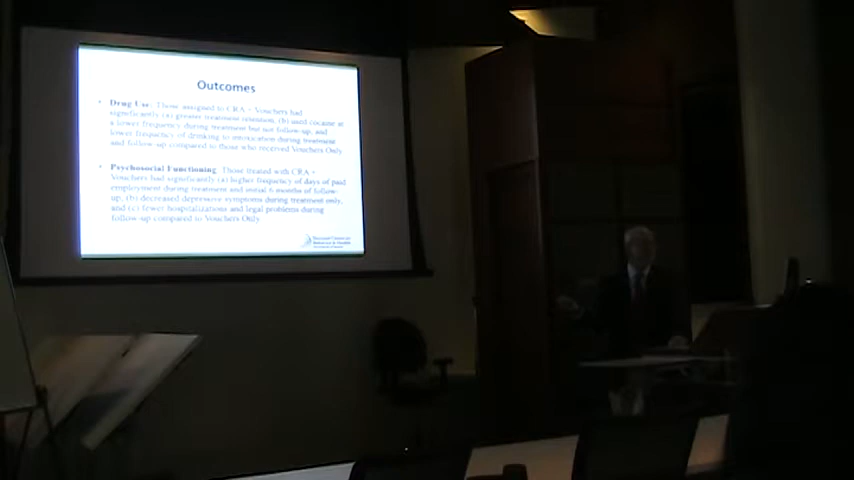 Outcomes
Drug Use: Those assigned to CRA + Vouchers had
significantly (a) greater treatment retention, (b) used cocaine at
a lower frequency during treatment but not follow-up, and
lower frequency of drinking to intoxication during treatment
and follow-up compared to those who received Vouchers Only.
Psychosocial Functioning: Those treated with CRA +
Vouchers had significantly (a) higher frequency of days of paid
employment during treatment and initial 6 months of follow-
up, (b) decreased depressive symptoms during treatment only,
and (c) fewer hospitalizations and legal problems during
follow-up compared to Vouchers Only.